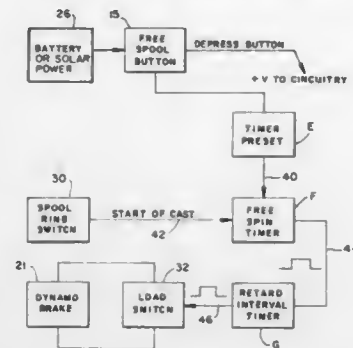 26
15
BATTERY
OR SOLAR
POWER
FREE
SPOOL
BUTTON
DEPRESS BUTTON
+ V TO CIRCUITRY
TIMER
PRESET
E
30
40
F
SPOOL
RING
SWITCH
START OF CAST
42
FREE
SPIN
TIMER
21
32
DYNAMO
BRAKE
LOAD
SWITCH
46
RETARD
INTERVAL
TIMER
G